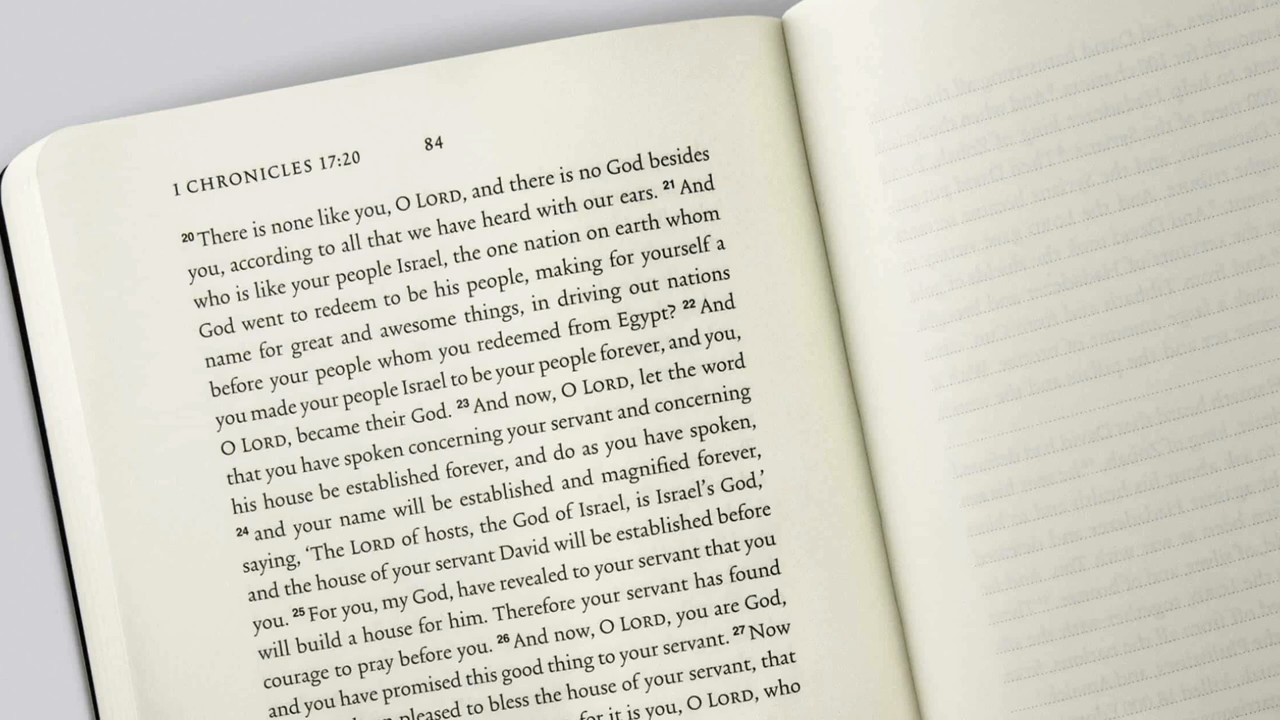 1 CHRONICLES 17:20 84
20 There is none like you, O LORD, and there is no God besides
you, according to all that we have heard with our ears. 21 And
who is like your people Israel, the one nation on earth whom
God went to redeem to be his people, making for yourself a
name for great and awesome things, in driving out nations
before your people whom you redeemed from Egypt? 22 And
you made your people Israel to be your people forever, and you,
O LORD, became their God. 23 And now, O LORD, let the word
that you have spoken concerning your servant and concerning
his house be established forever, and do as you have spoken,
24 and your name will be established and magnified forever,
saying, ‘The LORD of hosts, the God of Israel, is Israel’s God,’
and the house of your servant David will be established before
you. 25 For you, my God, have revealed to your servant that you
will build a house for him. Therefore your servant has found
courage to pray before you. 26 And now, O LORD, you are God,
and you have promised this good thing to your servant. 27 Now
pleased to bless the house of your servant, that
for it is you, O LORD, who